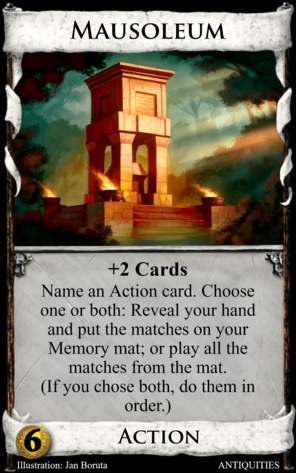 MAUSOLEUM
+2 Cards
Name an Action card. Choose
one or both: Reveal your hand
and put the matches on your
Memory mat; or play all the
matches from the mat.
(If you chose both, do them in
order.)
6
ACTION
Illustration: Jan Boruta
ANTIQUITIES